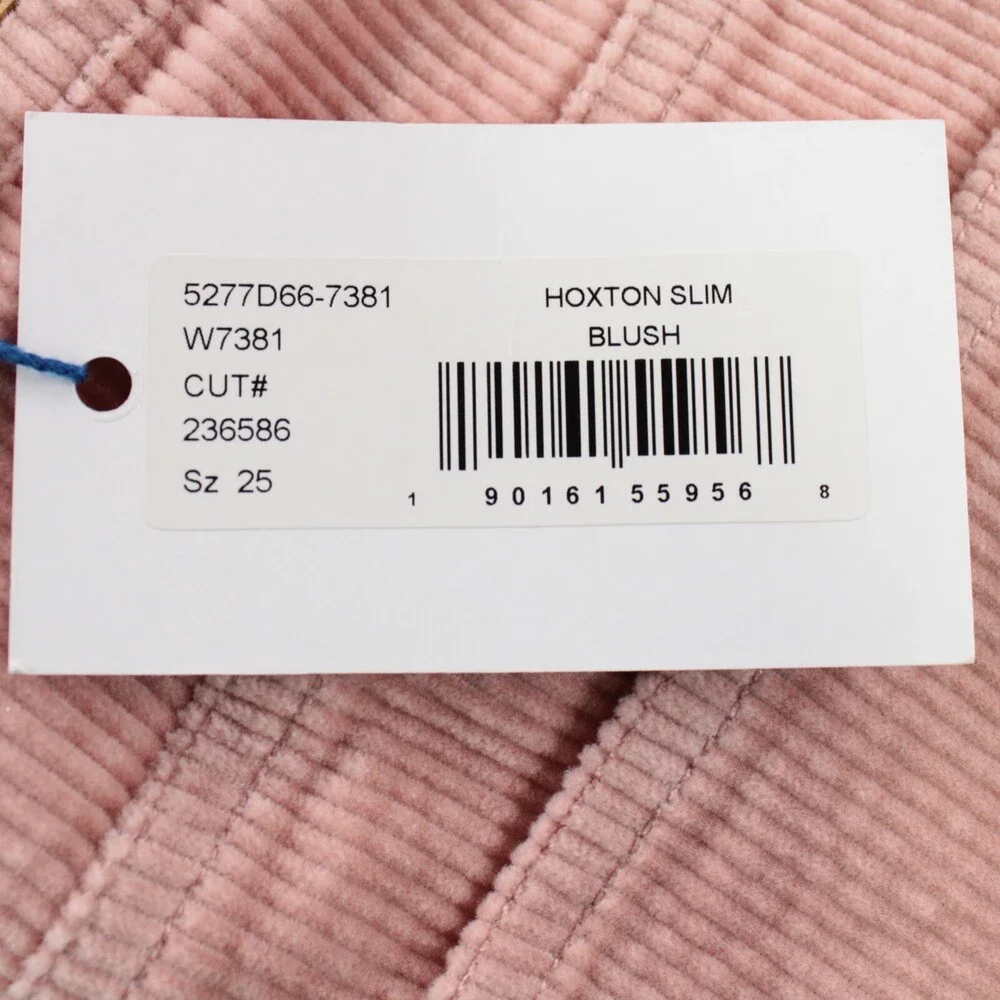 5277D66-7381
W7381
CUT#
236586
Sz 25
HOXTON SLIM
BLUSH
1 90161 55956 8